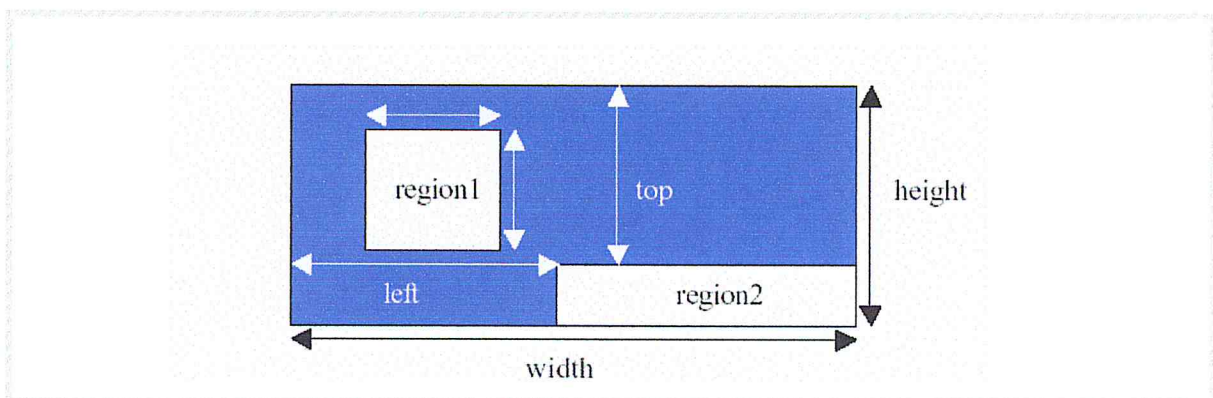 region1
top
height
left
region2
width